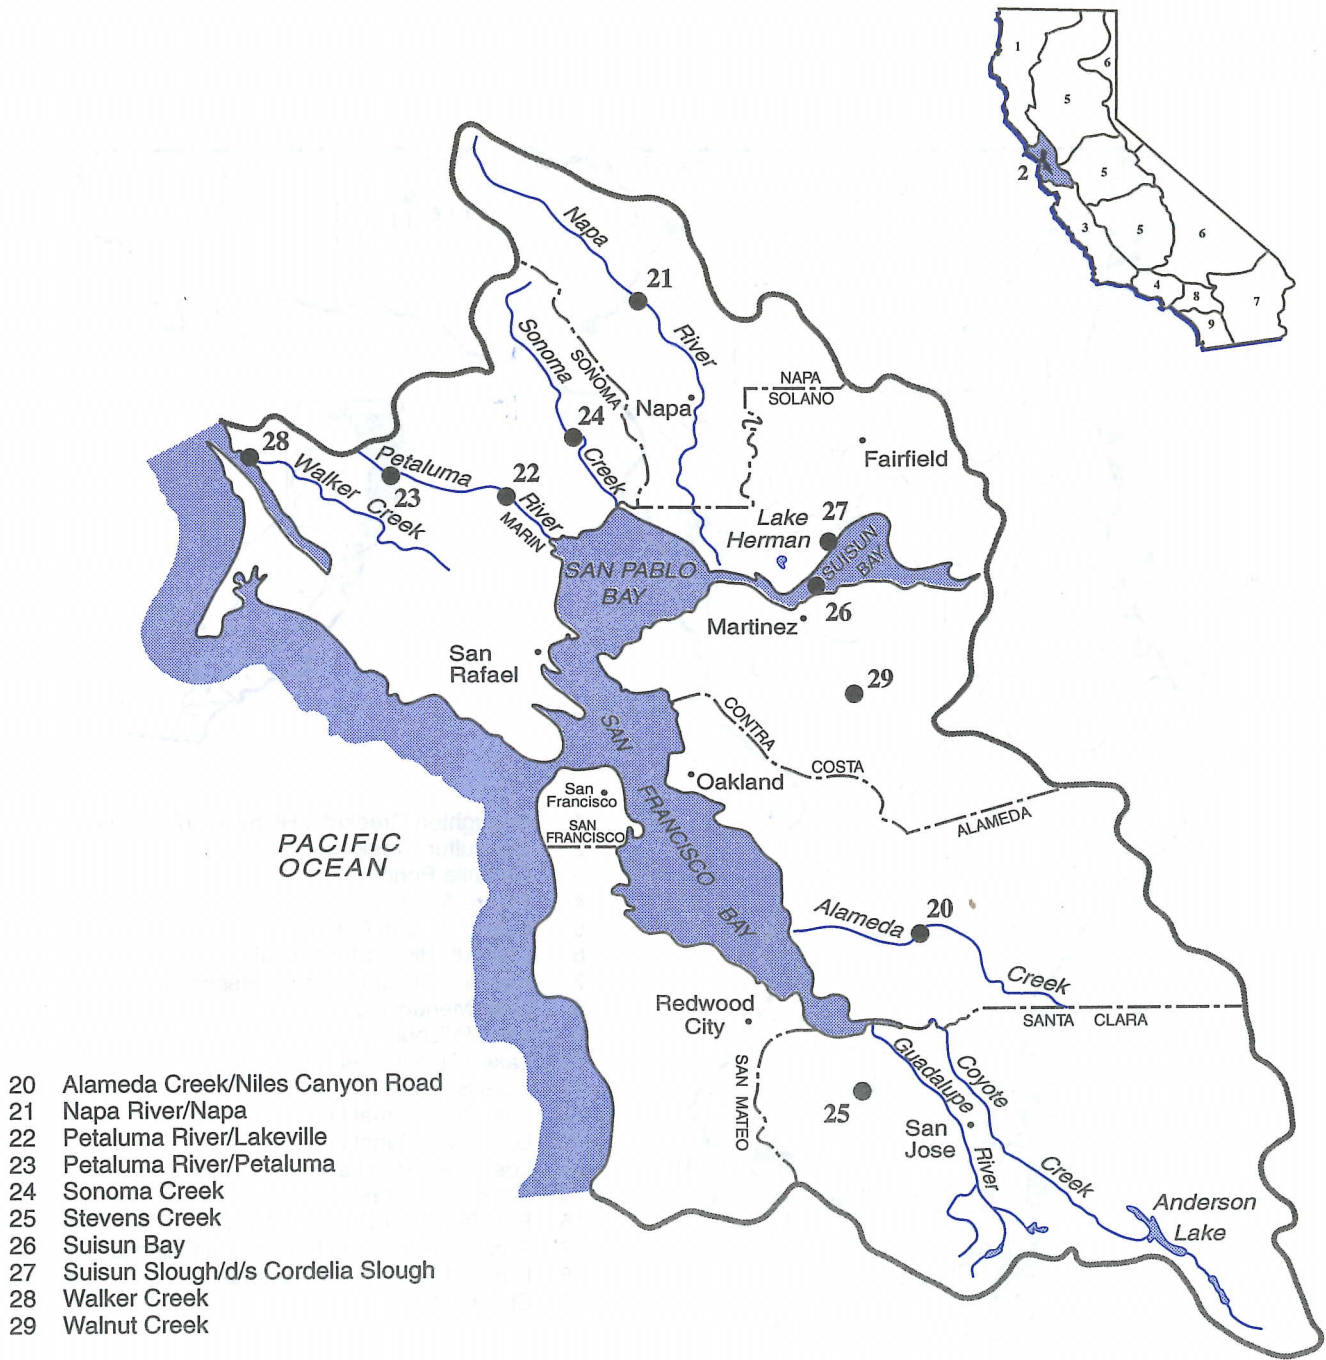 1
6
5
2
5
3
5
6
4
8
7
9
Napa
River
21
Sonoma
SONOMA
Creek
24
Napa
NAPA
SOLANO
Fairfield
28
Walker
Creek
Petaluma
River
23
22
MARIN
Lake
Herman
27
SUISUN
BAY
26
SAN PABLO
BAY
Martinez
San
Rafael
29
CONTRA
COSTA
ALAMEDA
SAN
FRANCISCO
BAY
Oakland
San
Francisco
SAN
FRANCISCO
PACIFIC
OCEAN
Alameda
Creek
20
Redwood
City
SANTA CLARA
SAN MATEO
Guadalupe
River
Coyote
Creek
25
San
Jose
Anderson
Lake
20 Alameda Creek/Niles Canyon Road
21 Napa River/Napa
22 Petaluma River/Lakeville
23 Petaluma River/Petaluma
24 Sonoma Creek
25 Stevens Creek
26 Suisun Bay
27 Suisun Slough/d/s Cordelia Slough
28 Walker Creek
29 Walnut Creek